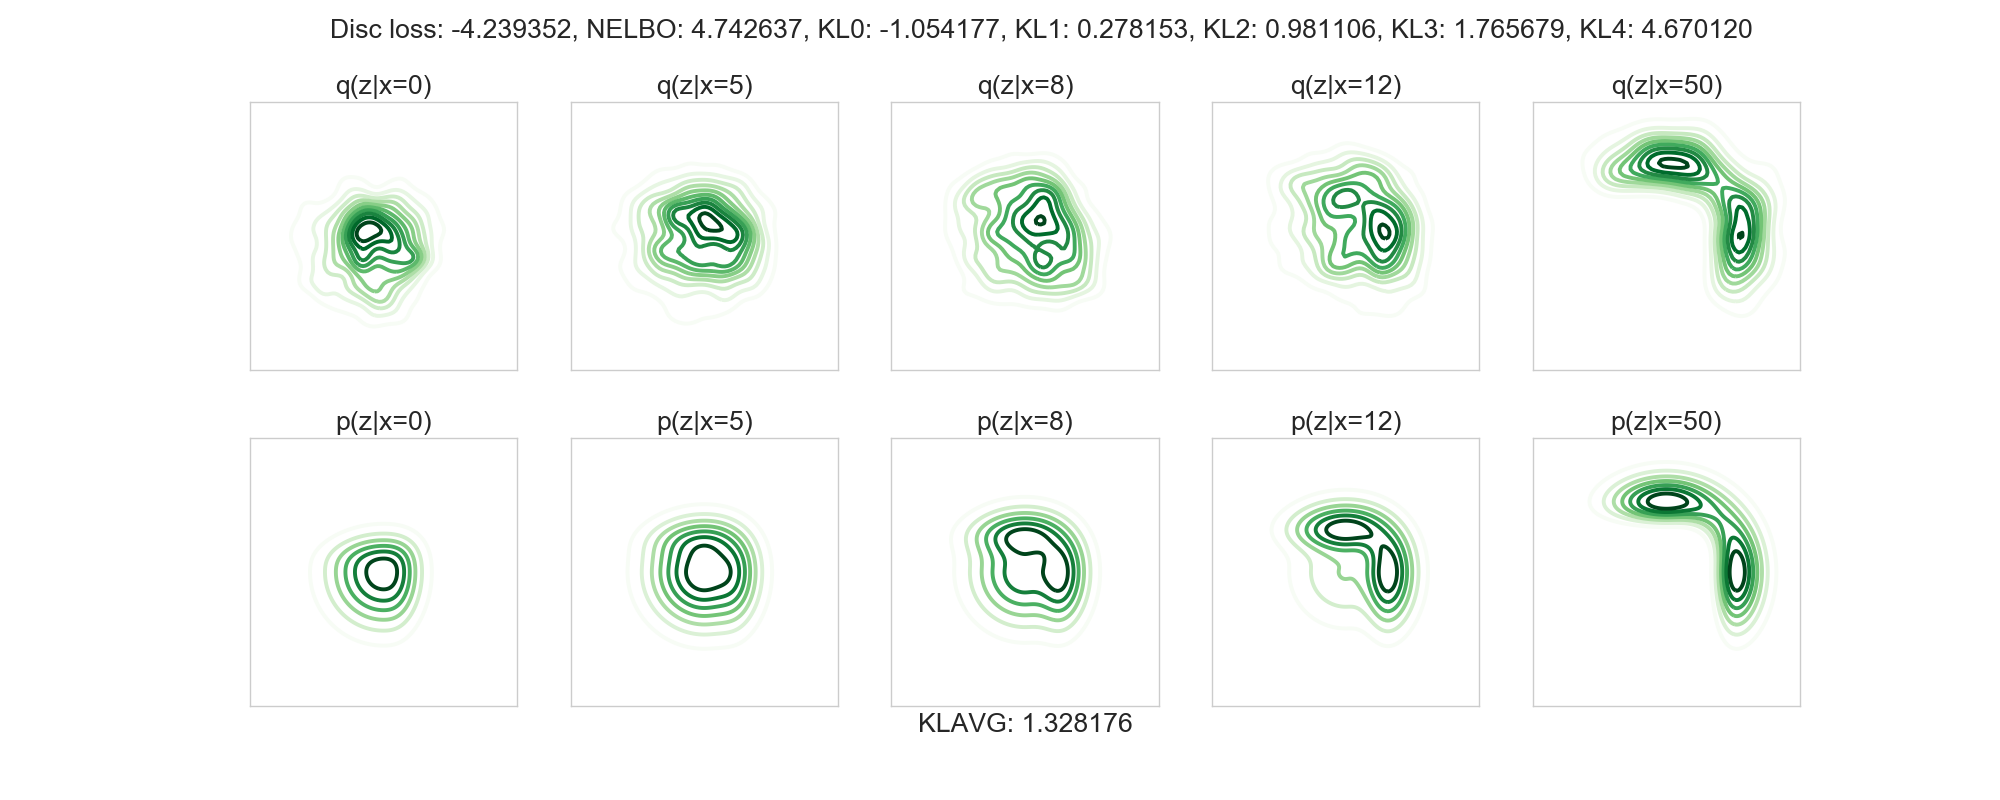 Disc loss: -4.239352, NELBO: 4.742637, KL0: -1.054177, KL1: 0.278153, KL2: 0.981106, KL3: 1.765679, KL4: 4.670120
q(z|x=0) q(z|x=5) q(z|x=8) q(z|x=12) q(z|x=50)
p(z|x=0) p(z|x=5) p(z|x=8) p(z|x=12) p(z|x=50)
KLAVG: 1.328176